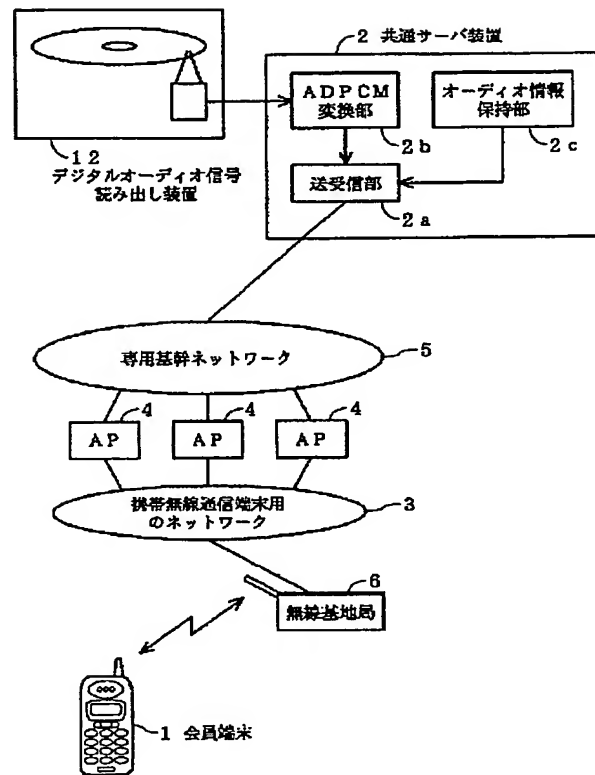 2 共通サーバ装置
ADPCM
変換部
2b
オーディオ情報
保持部
2c
送受信部
2a
12
デジタルオーディオ信号
読み出し装置
専用基幹ネットワーク
5
AP
4
AP
4
AP
4
携帯無線通信端末用
のネットワーク
3
6
無線基地局
1 会員端末